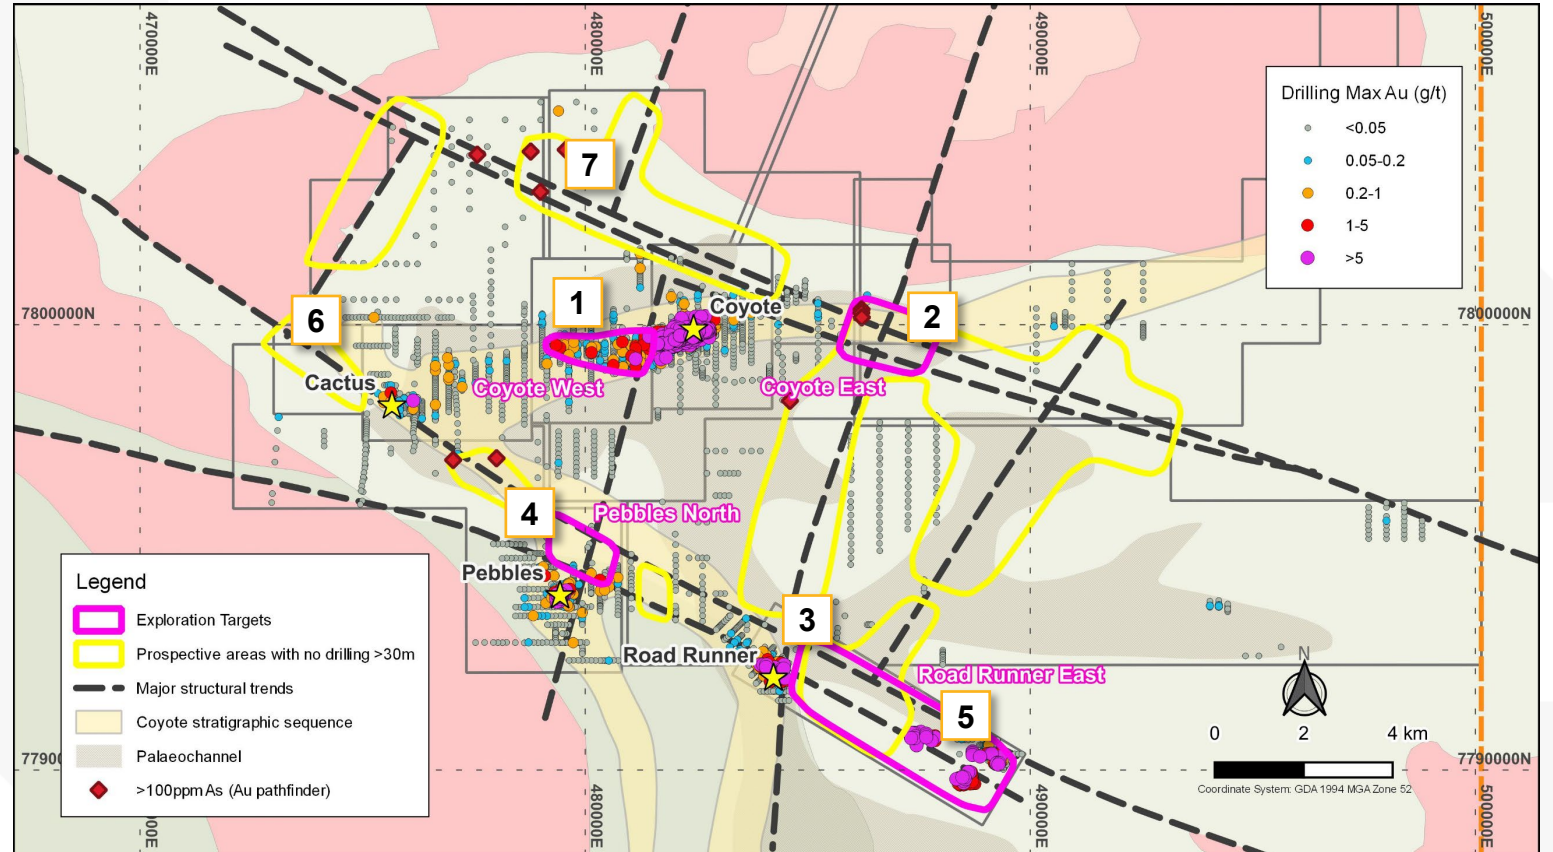 470000E
480000E
490000E
500000E
Drilling Max Au (g/t)
<0.05
0.05-0.2
0.2-1
1-5
>5
7
1
Coyote
2
6
7800000N
7800000N
Cactus
Coyote West
Coyote East
4
Pebbles North
Pebbles
3
Road Runner
Road Runner East
5
N
0 2 4 km
Coordinate System: GDA 1994 MGA Zone 52
7790000N
Legend
Exploration Targets
Prospective areas with no drilling >30m
Major structural trends
Coyote stratigraphic sequence
Palaeochannel
>100ppm As (Au pathfinder)
7790
480000E
490000E
500000E